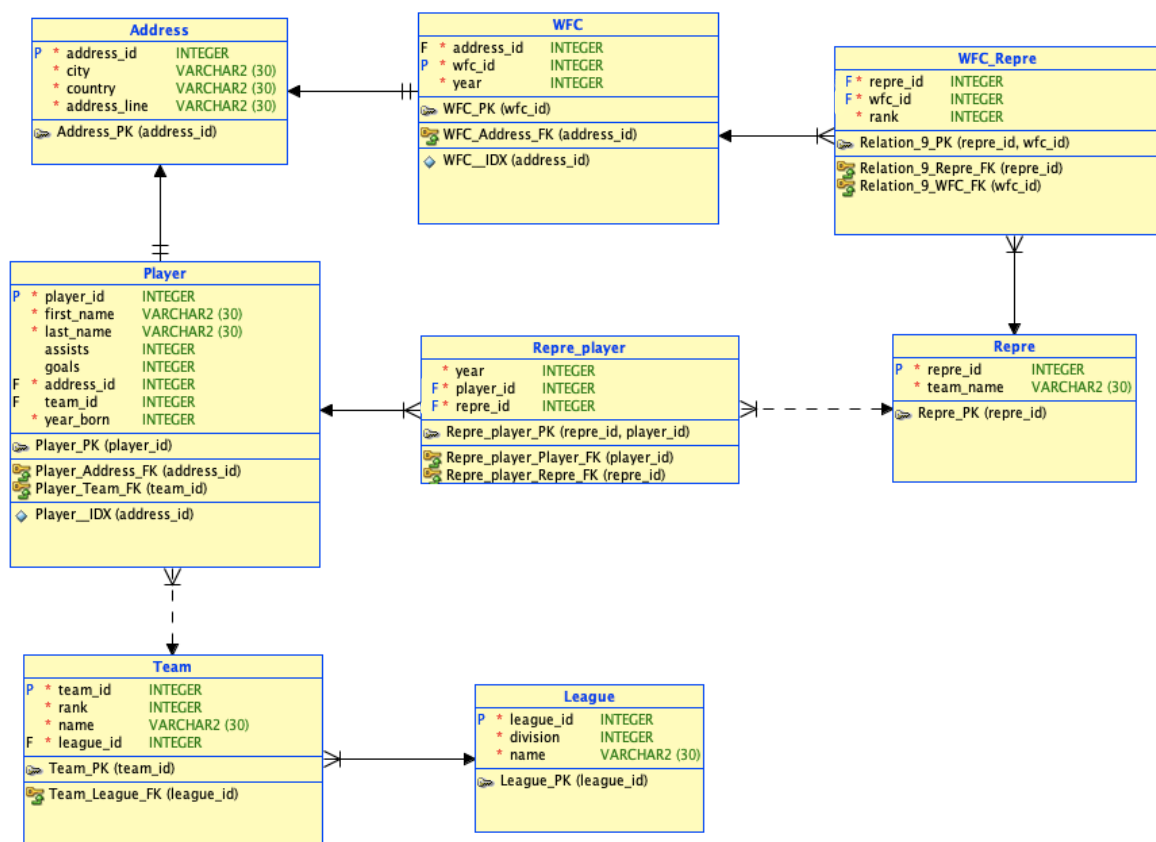 Address
P * address_id INTEGER
* city VARCHAR2 (30)
* country VARCHAR2 (30)
* address_line VARCHAR2 (30)
Address_PK (address_id)
WFC
F * address_id INTEGER
P * wfc_id INTEGER
* year INTEGER
WFC_PK (wfc_id)
WFC_Address_FK (address_id)
WFC__IDX (address_id)
WFC_Repre
F * repre_id INTEGER
F * wfc_id INTEGER
* rank INTEGER
Relation_9_PK (repre_id, wfc_id)
Relation_9_Repre_FK (repre_id)
Relation_9_WFC_FK (wfc_id)
Player
P * player_id INTEGER
* first_name VARCHAR2 (30)
* last_name VARCHAR2 (30)
assists INTEGER
goals INTEGER
F * address_id INTEGER
F team_id INTEGER
* year_born INTEGER
Player_PK (player_id)
Player_Address_FK (address_id)
Player_Team_FK (team_id)
Player__IDX (address_id)
Repre_player
* year INTEGER
F * player_id INTEGER
F * repre_id INTEGER
Repre_player_PK (repre_id, player_id)
Repre_player_Player_FK (player_id)
Repre_player_Repre_FK (repre_id)
Repre
P * repre_id INTEGER
* team_name VARCHAR2 (30)
Repre_PK (repre_id)
Team
P * team_id INTEGER
* rank INTEGER
* name VARCHAR2 (30)
F * league_id INTEGER
Team_PK (team_id)
Team_League_FK (league_id)
League
P * league_id INTEGER
* division INTEGER
* name VARCHAR2 (30)
League_PK (league_id)